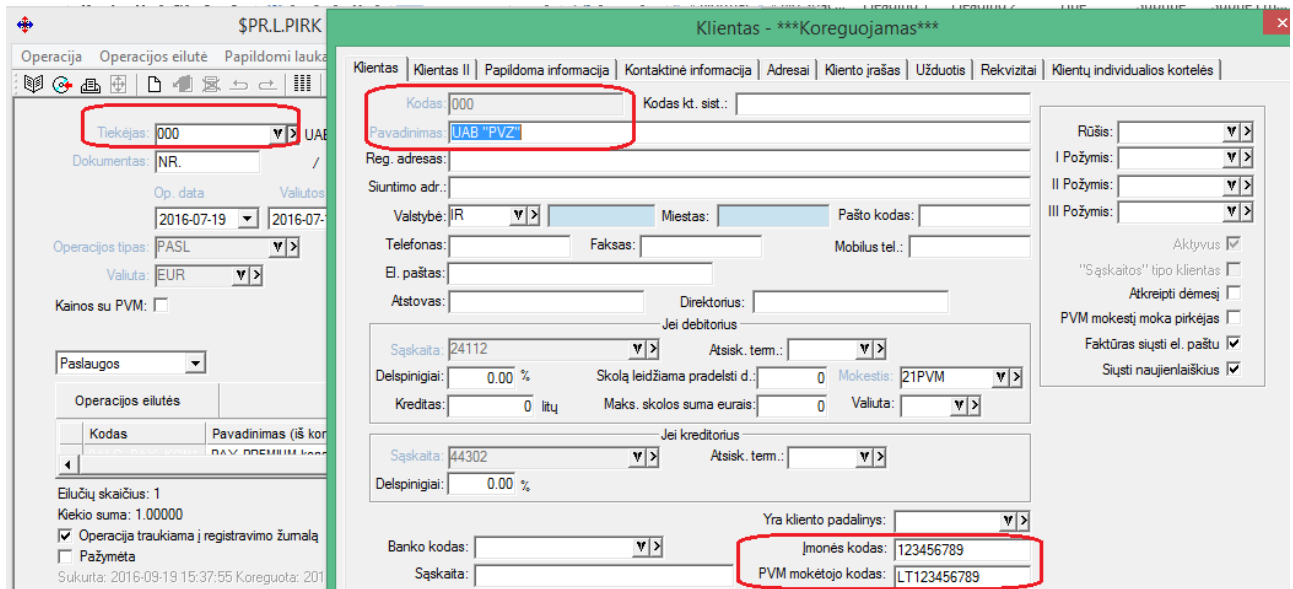 $PR.L.PIRK
Klientas - ***Koreguojamas***
Operacija Operacijos eilutė Papildomi lauka
Tiekėjas: 000 UAB
Dokumentas: NR. /
Op. data Valiutos
2016-07-19 2016-07-
Operacijos tipas: PASL
Valiuta: EUR
Kainos su PVM:
Paslaugos
Operacijos eilutės
Kodas Pavadinimas (iš kor
Eilučių skaičius: 1
Kiekio suma: 1.00000
Operacija traukiama į registravimo žurnalą
Pažymėta
Sukurta: 2016-09-19 15:37:55 Koreguota: 201
Klientas Klientas II Papildoma informacija Kontaktinė informacija Adresai Kliento įrašas Užduotis Rekvizitai Klientų individualios kortelės
Kodas: 000 Kodas kt. sist.:
Pavadinimas: UAB "PVZ"
Reg. adresas:
Siuntimo adr.:
Valstybė: IR Miestas: Pašto kodas:
Telefonas: Faksas: Mobilus tel.:
El. paštas:
Atstovas: Direktorius:
Jei debitorius
Sąskaita: 24112 Atsisk. term.:
Delspinigiai: 0.00 % Skolą leidžiama pradelsti d.: 0 Mokestis: 21PVM
Kreditas: 0 litų Maks. skolos suma eurais: 0 Valiuta:
Jei kreditorius
Sąskaita: 44302 Atsisk. term.:
Delspinigiai: 0.00 %
Yra kliento padalinys:
Banko kodas: Įmonės kodas: 123456789
Sąskaita: PVM mokėtojo kodas: LT123456789
Rūšis:
I Požymis:
II Požymis:
III Požymis:
Aktyvus
"Sąskaitos" tipo klientas
Atkreipti dėmesį
PVM mokestį moka pirkėjas
Faktūras siųsti el. paštu
Siųsti naujienlaiškius